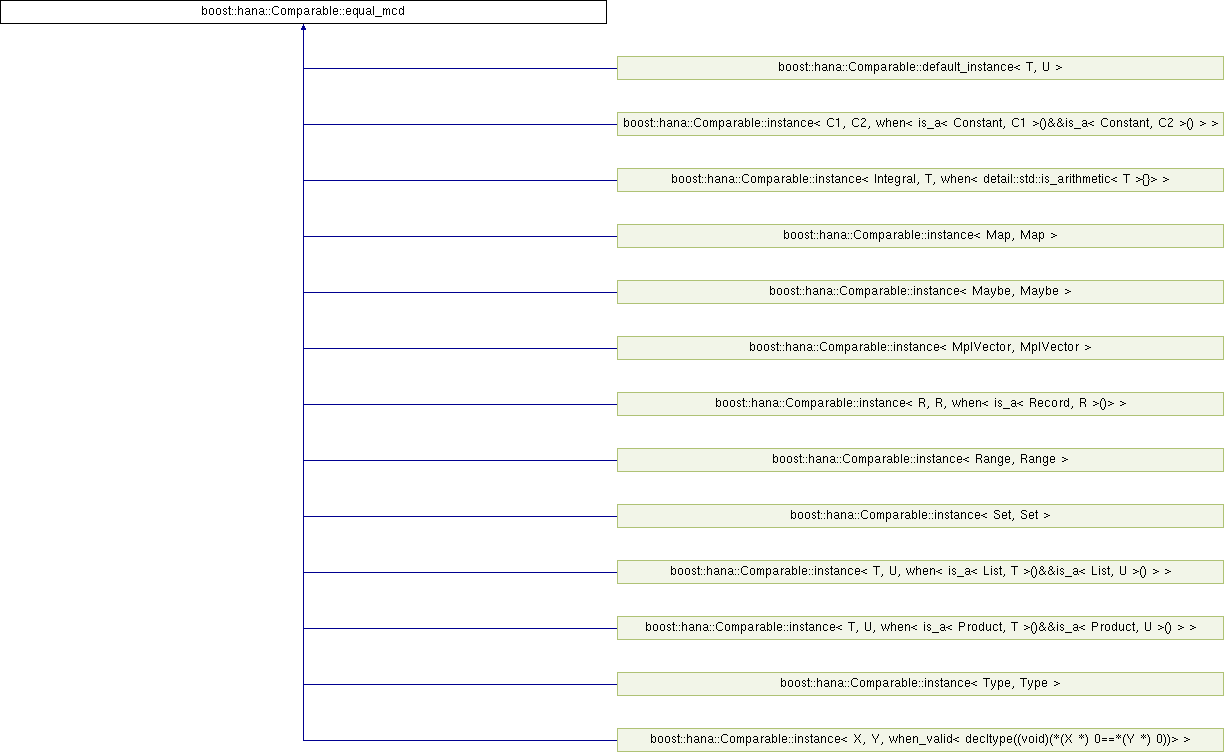 boost::hana::Comparable::equal_mcd
boost::hana::Comparable::default_instance< T, U >
boost::hana::Comparable::instance< C1, C2, when< is_a< Constant, C1 >()&&is_a< Constant, C2 >() > >
boost::hana::Comparable::instance< Integral, T, when< detail::std::is_arithmetic< T >{}> >
boost::hana::Comparable::instance< Map, Map >
boost::hana::Comparable::instance< Maybe, Maybe >
boost::hana::Comparable::instance< MplVector, MplVector >
boost::hana::Comparable::instance< R, R, when< is_a< Record, R >()> >
boost::hana::Comparable::instance< Range, Range >
boost::hana::Comparable::instance< Set, Set >
boost::hana::Comparable::instance< T, U, when< is_a< List, T >()&&is_a< List, U >() > >
boost::hana::Comparable::instance< T, U, when< is_a< Product, T >()&&is_a< Product, U >() > >
boost::hana::Comparable::instance< Type, Type >
boost::hana::Comparable::instance< X, Y, when_valid< decltype((void)(*(X *) 0==*(Y *) 0))> >